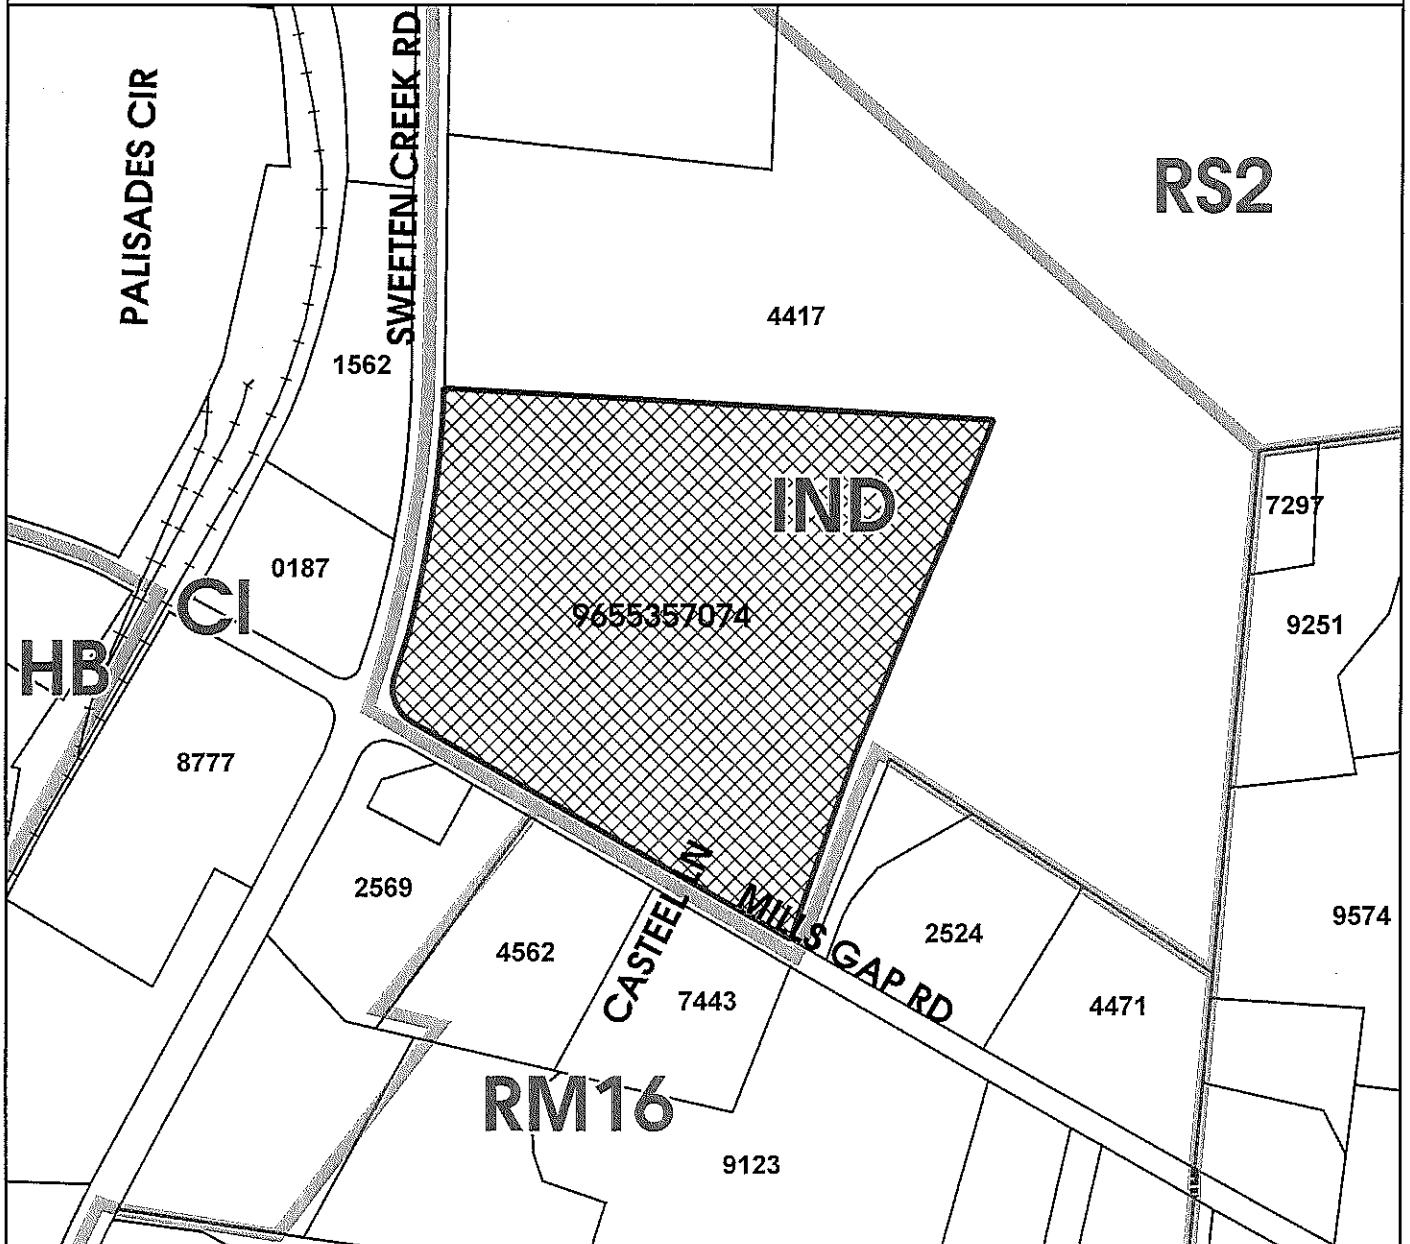 PALISADES CIR
SWEETEN CREEK RD
RS2
4417
1562
IND
7297
0187
CI
9655357074
9251
HB
8777
2569
CASTEEL LN
MILLS GAP RD
2524
9574
4562
7443
4471
RM16
9123